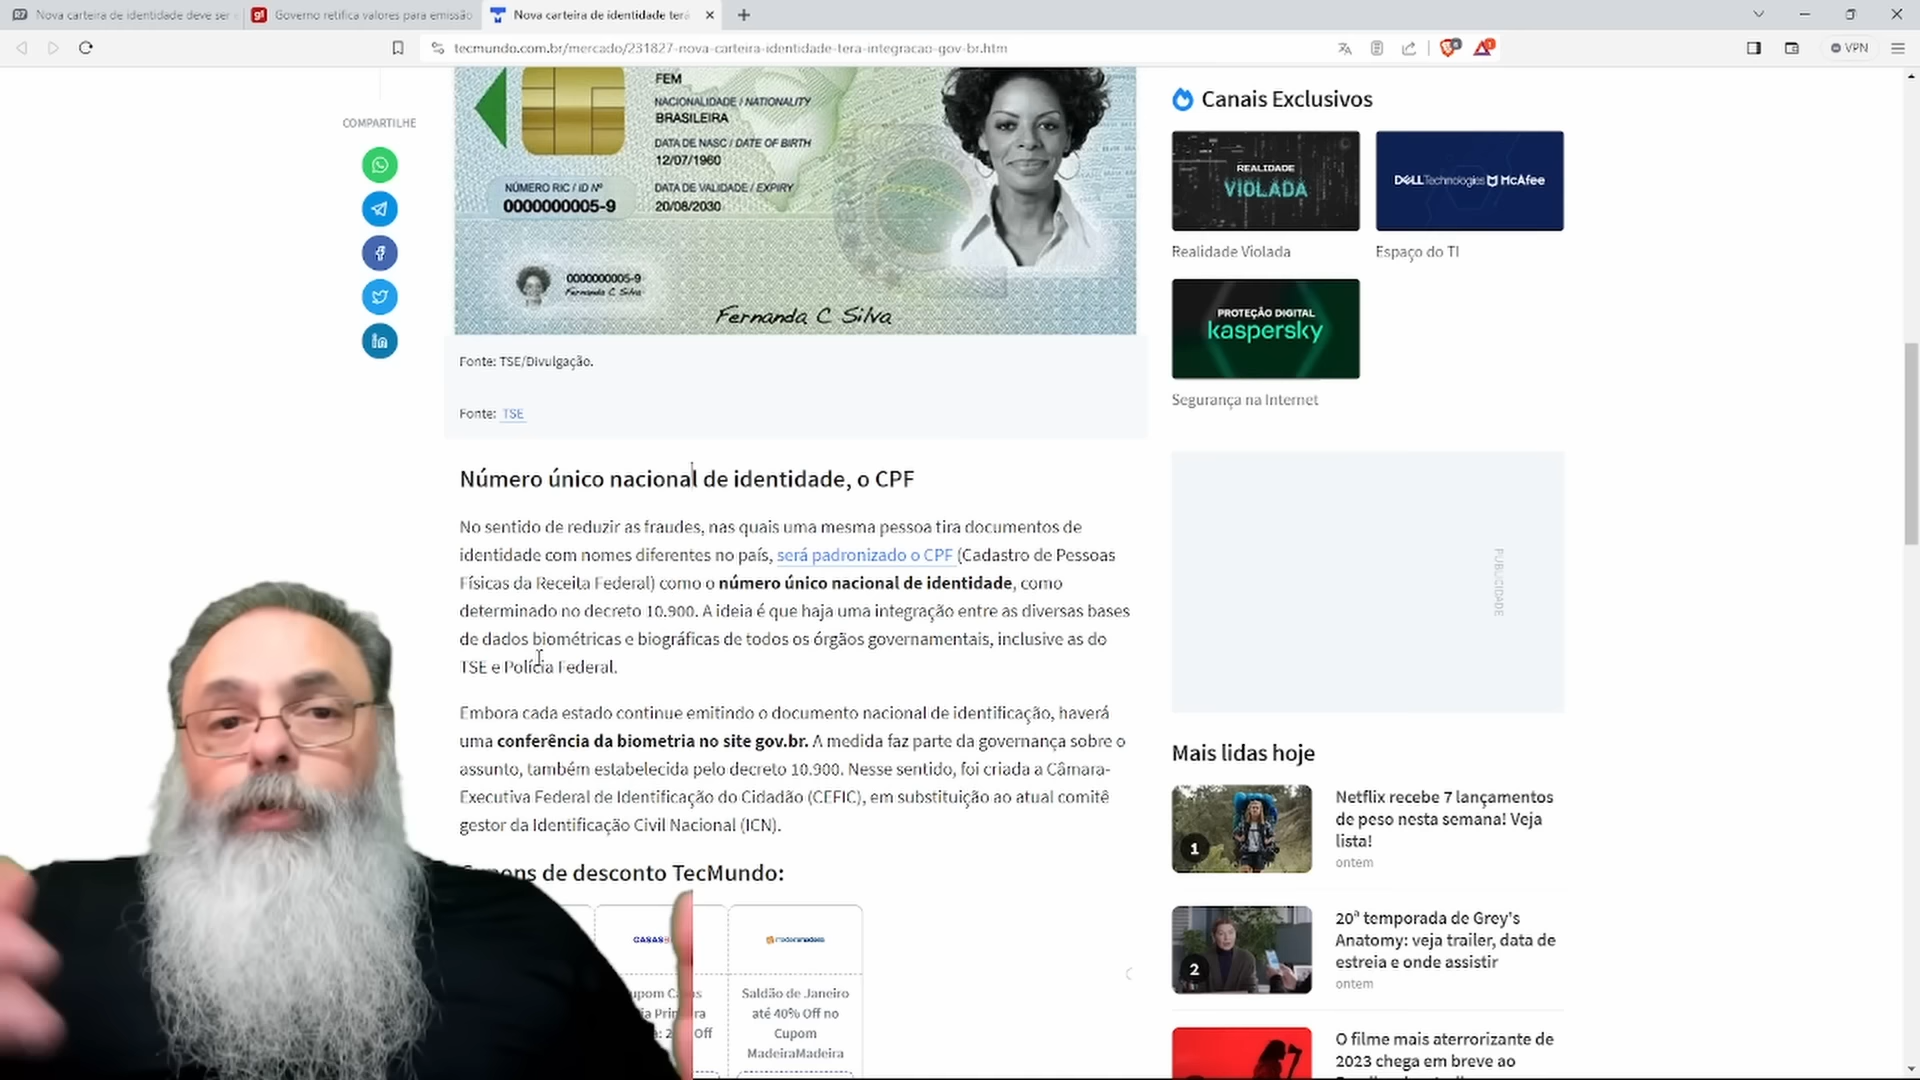 Nova carteira de identidade deve ser
Governo retifica valores para emissão
Nova carteira de identidade terá
tecmundo.com.br/mercado/231827-nova-carteira-identidade-tera-integracao-gov-br.htm
VPN
COMPARTILHE
FEM
NACIONALIDADE / NATIONALITY
BRASILEIRA
DATA DE NASC / DATE OF BIRTH
12/07/1960
NÚMERO RIC / ID Nº
0000000005-9
DATA DE VALIDADE / EXPIRY
20/08/2030
0000000005-9
Fernanda C Silva
Fernanda C Silva
Fonte: TSE/Divulgação.
Fonte: TSE
Número único nacional de identidade, o CPF
No sentido de reduzir as fraudes, nas quais uma mesma pessoa tira documentos de
identidade com nomes diferentes no país, será padronizado o CPF (Cadastro de Pessoas
Físicas da Receita Federal) como o número único nacional de identidade, como
determinado no decreto 10.900. A ideia é que haja uma integração entre as diversas bases
de dados biométricas e biográficas de todos os órgãos governamentais, inclusive as do
TSE e Polícia Federal.
Embora cada estado continue emitindo o documento nacional de identificação, haverá
uma conferência da biometria no site gov.br. A medida faz parte da governança sobre o
assunto, também estabelecida pelo decreto 10.900. Nesse sentido, foi criada a Câmara-
Executiva Federal de Identificação do Cidadão (CEFIC), em substituição ao atual comitê
gestor da Identificação Civil Nacional (ICN).
de desconto TecMundo:
CASAS
Off
madeiramadeira
Saldão de Janeiro
até 40% Off no
Cupom
MadeiraMadeira
Canais Exclusivos
REALIDADE
VIOLADA
Realidade Violada
DELL Technologies McAfee
Espaço do TI
PROTEÇÃO DIGITAL
kaspersky
Segurança na Internet
PUBLICIDADE
Mais lidas hoje
1
Netflix recebe 7 lançamentos
de peso nesta semana! Veja
lista!
ontem
2
20ª temporada de Grey's
Anatomy: veja trailer, data de
estreia e onde assistir
ontem
O filme mais aterrorizante de
2023 chega em breve ao